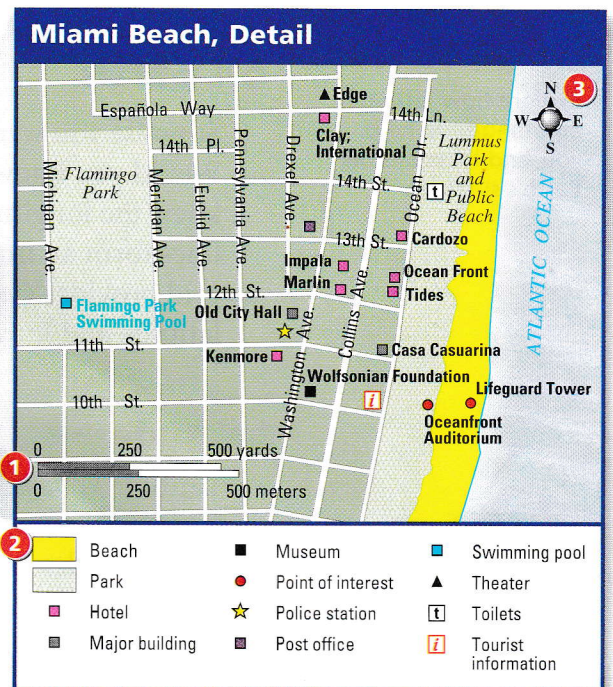 Miami Beach, Detail
3
N
W E
S
Edge
Española Way
14th Ln.
Clay;
International
14th Pl.
Pennsylvania Ave.
Drexel Ave.
Ocean Dr.
Lummus
Park
and
Public
Beach
Michigan Ave.
Flamingo
Park
Meridian Ave.
Euclid Ave.
14th St.
t
ATLANTIC OCEAN
13th St.
Cardozo
Impala
Marlin
Ocean Front
Tides
12th St.
Flamingo Park
Swimming Pool
Old City Hall
Collins Ave.
Washington Ave.
11th St.
Kenmore
Casa Casuarina
Wolfsonian Foundation
Lifeguard Tower
10th St.
i
Oceanfront
Auditorium
1
0 250 500 yards
0 250 500 meters
2
Beach
Park
Hotel
Major building
Museum
Point of interest
Police station
Post office
Swimming pool
Theater
t Toilets
i Tourist
information